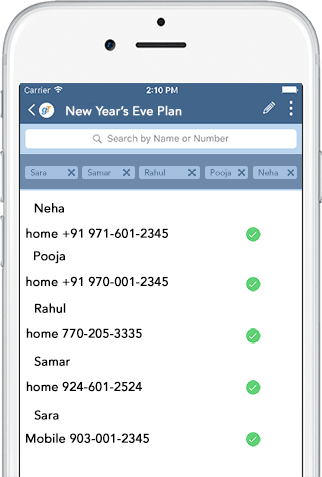 Carrier 2:10 PM
gr New Year's Eve Plan
Search by Name or Number
Sara Samar Rahul Pooja Neha
Neha
home +91 971-601-2345
Pooja
home +91 970-001-2345
Rahul
home 770-205-3335
Samar
home 924-601-2524
Sara
Mobile 903-001-2345